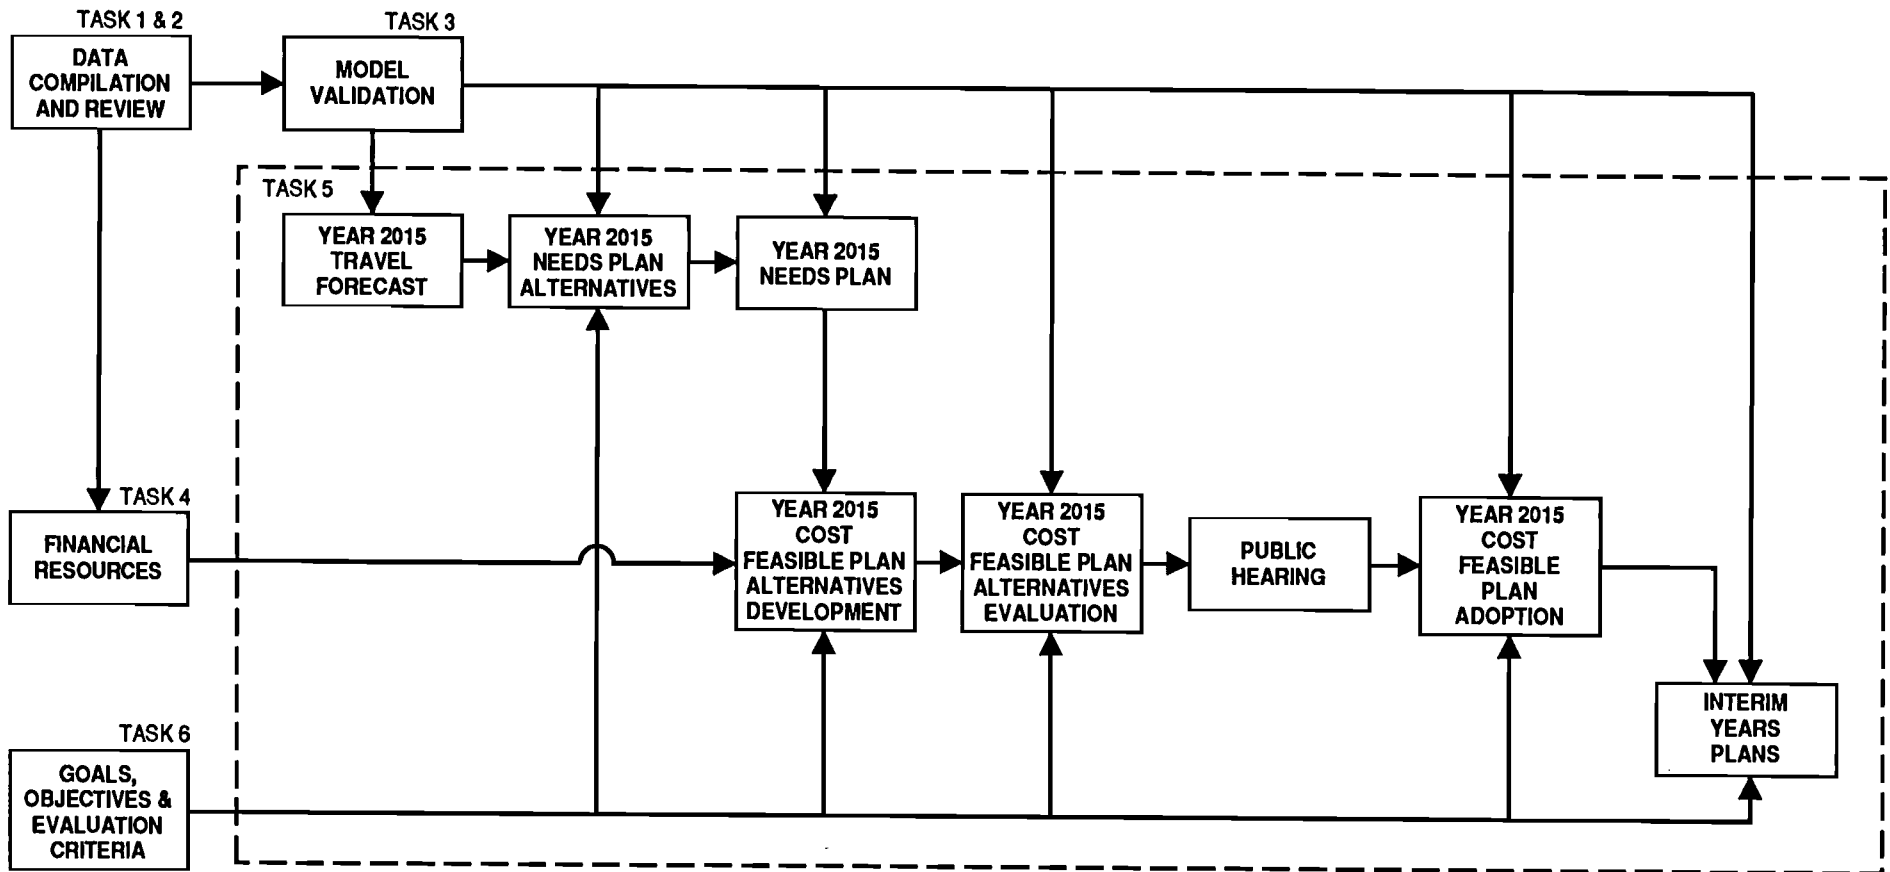 TASK 1 & 2
DATA
COMPILATION
AND REVIEW
TASK 3
MODEL
VALIDATION
TASK 5
YEAR 2015
TRAVEL
FORECAST
YEAR 2015
NEEDS PLAN
ALTERNATIVES
YEAR 2015
NEEDS PLAN
TASK 4
FINANCIAL
RESOURCES
YEAR 2015
COST
FEASIBLE PLAN
ALTERNATIVES
DEVELOPMENT
YEAR 2015
COST
FEASIBLE PLAN
ALTERNATIVES
EVALUATION
PUBLIC
HEARING
YEAR 2015
COST
FEASIBLE
PLAN
ADOPTION
INTERIM
YEARS
PLANS
TASK 6
GOALS,
OBJECTIVES &
EVALUATION
CRITERIA